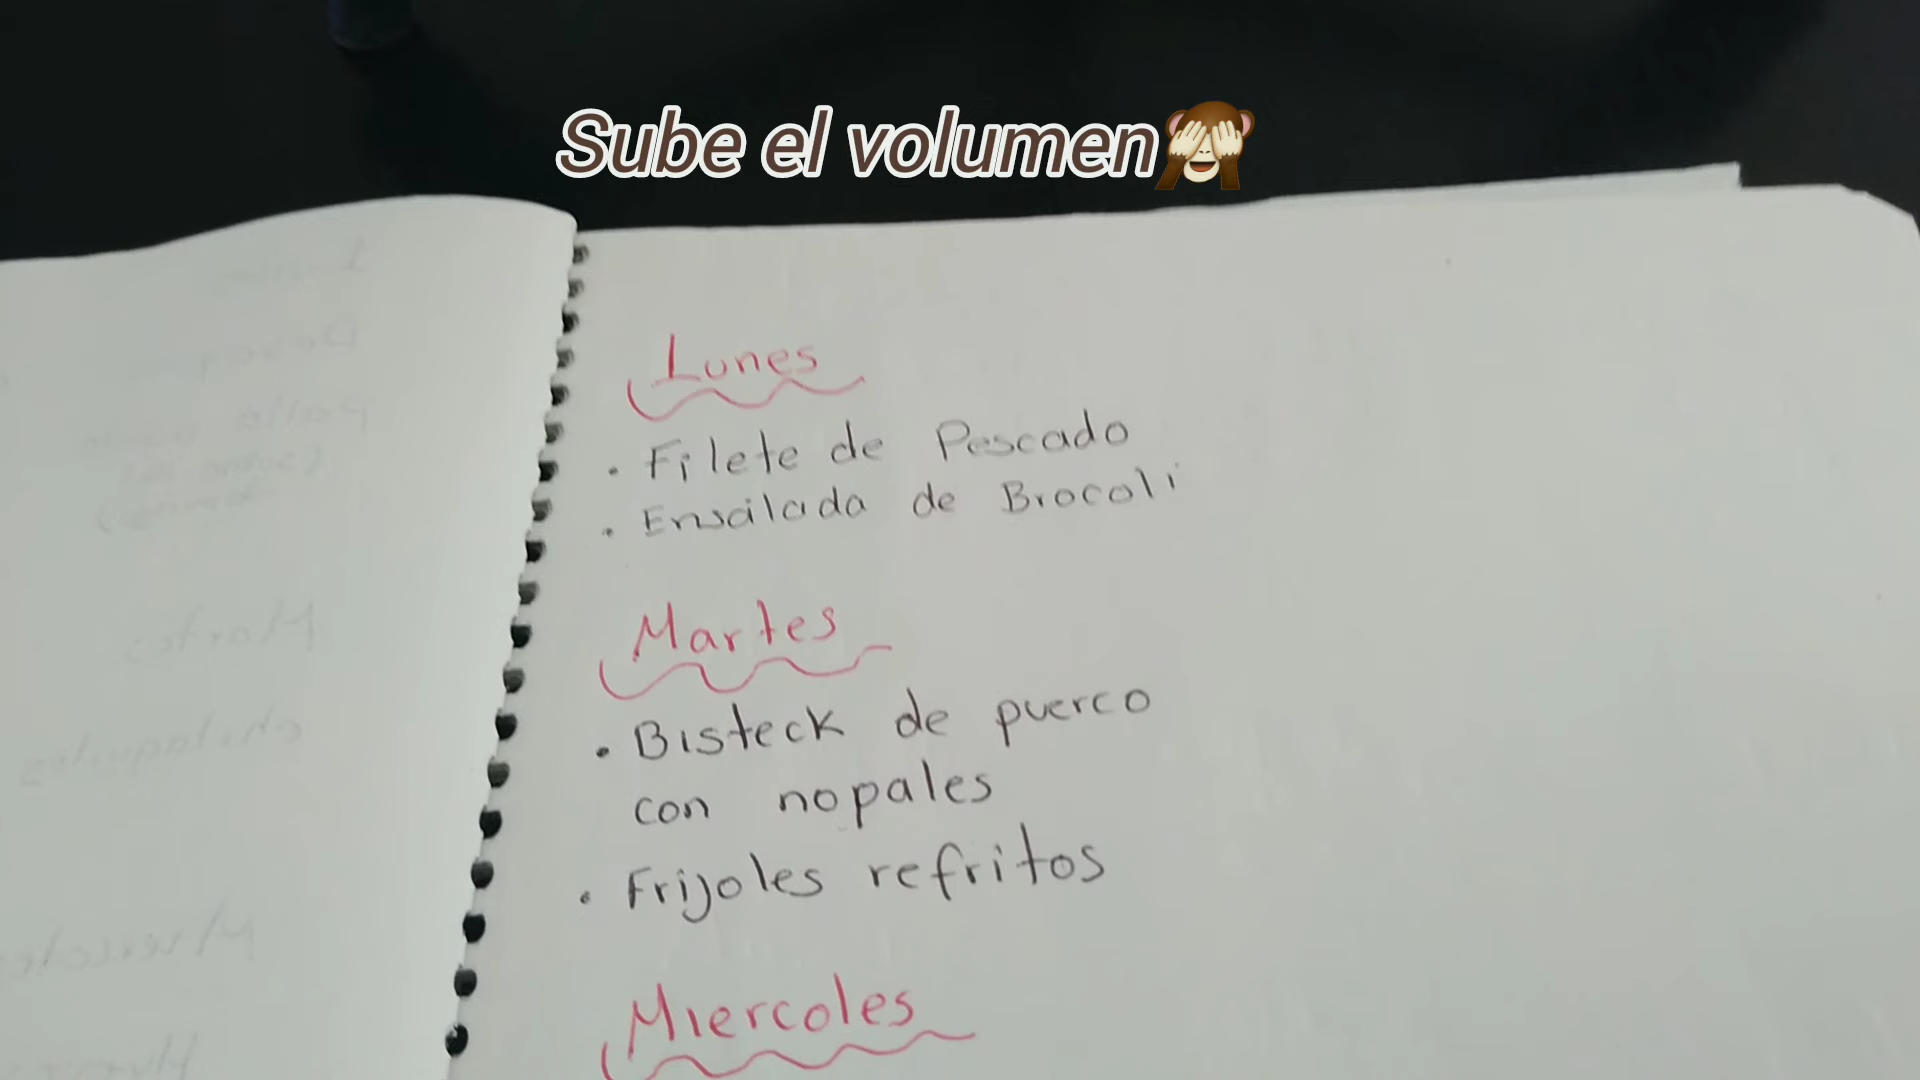 Sube el volumen🙈
Lunes
. Filete de Pescado
. Ensalada de Brocoli
Martes
. Bisteck de puerco
con nopales
. Frijoles refritos
Miercoles